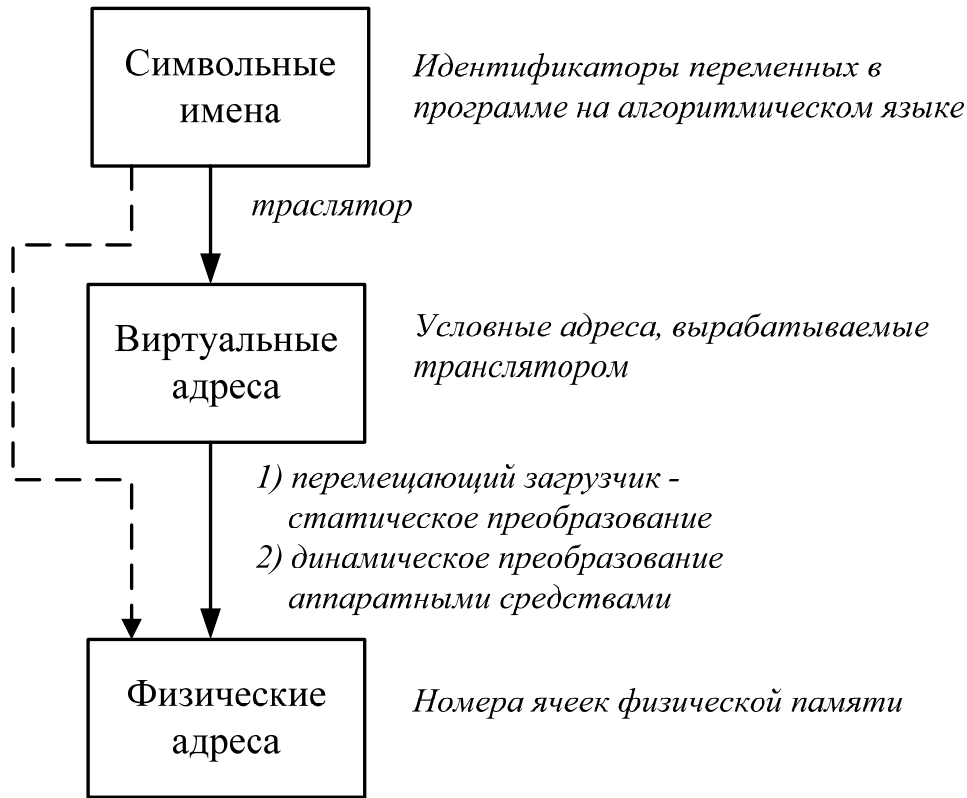 Символьные
имена
Идентификаторы переменных в
программе на алгоритмическом языке
траслятор
Виртуальные
адреса
Условные адреса, вырабатываемые
транслятором
1) перемещающий загрузчик -
статическое преобразование
2) динамическое преобразование
аппаратными средствами
Физические
адреса
Номера ячеек физической памяти